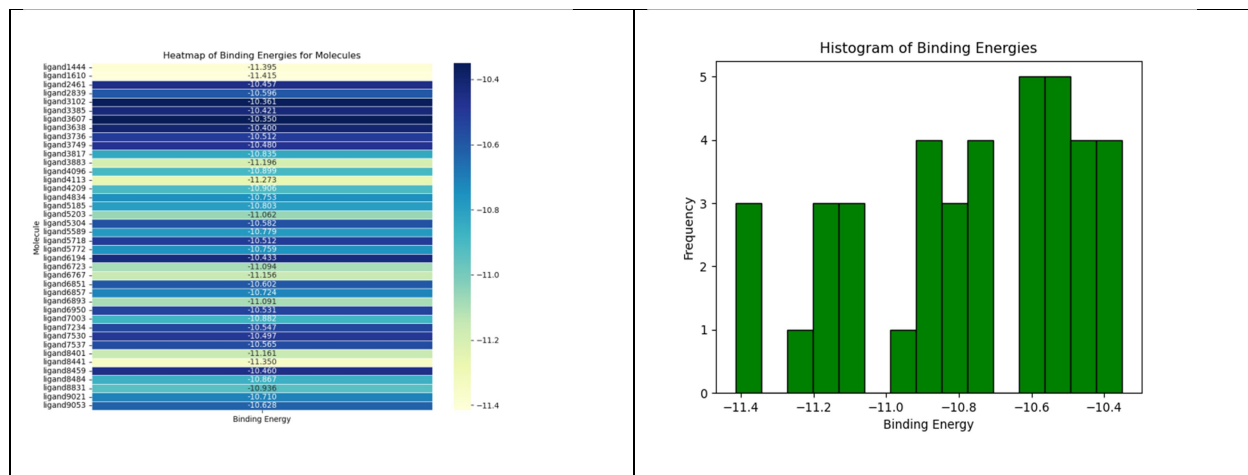 Heatmap of Binding Energies for Molecules
ligand1444 -11.395
ligand1610 -11.415
ligand2461 -10.457
ligand2839 -10.596
ligand3102 -10.361
ligand3385 -10.421
ligand3607 -10.350
ligand3638 -10.400
ligand3736 -10.512
ligand3749 -10.480
ligand3817 -10.835
ligand3883 -11.196
ligand4096 -10.899
ligand4113 -11.273
ligand4209 -10.906
ligand4834 -10.753
ligand5185 -10.803
ligand5203 -11.062
ligand5304 -10.582
ligand5589 -10.779
ligand5718 -10.512
ligand5772 -10.759
ligand6194 -10.433
ligand6723 -11.094
ligand6767 -11.156
ligand6851 -10.602
ligand6857 -10.724
ligand6893 -11.091
ligand6950 -10.531
ligand7003 -10.882
ligand7234 -10.547
ligand7530 -10.497
ligand7537 -10.565
ligand8401 -11.161
ligand8441 -11.350
ligand8459 -10.460
ligand8484 -10.867
ligand8831 -10.936
ligand9021 -10.710
ligand9053 -10.628
Molecule
Binding Energy
−10.4
−10.6
−10.8
−11.0
−11.2
−11.4
Histogram of Binding Energies
5
4
3
2
1
0
Frequency
−11.4 −11.2 −11.0 −10.8 −10.6 −10.4
Binding Energy